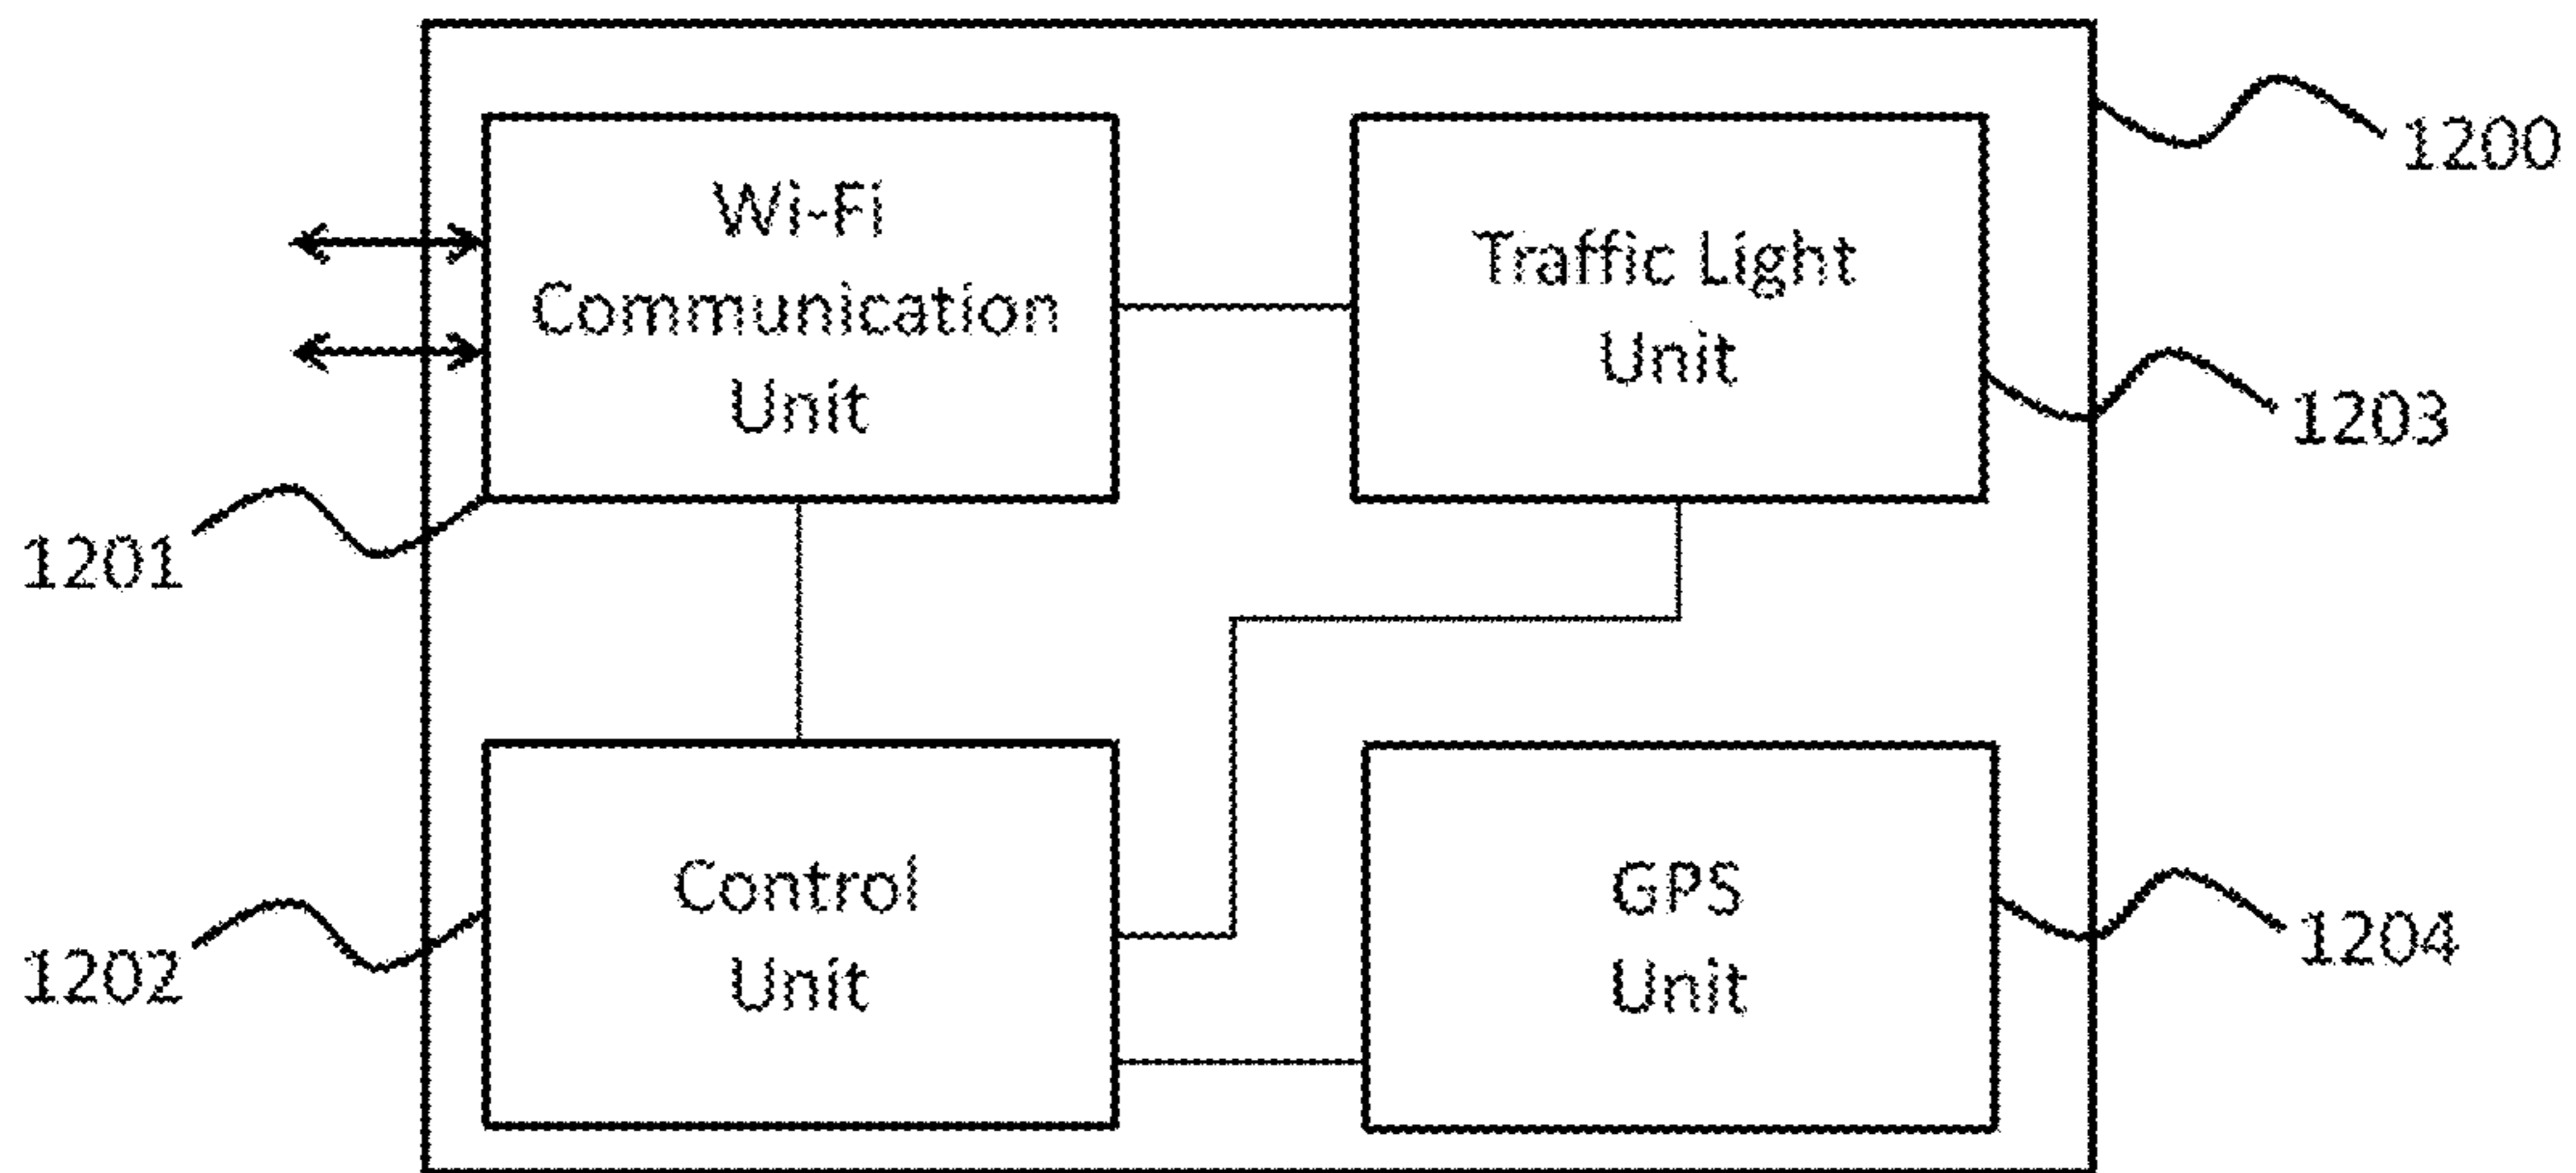 1200
Wi-Fi
Communication
Unit
Traffic Light
Unit
1203
1201
Control
Unit
GPS
Unit
1204
1202